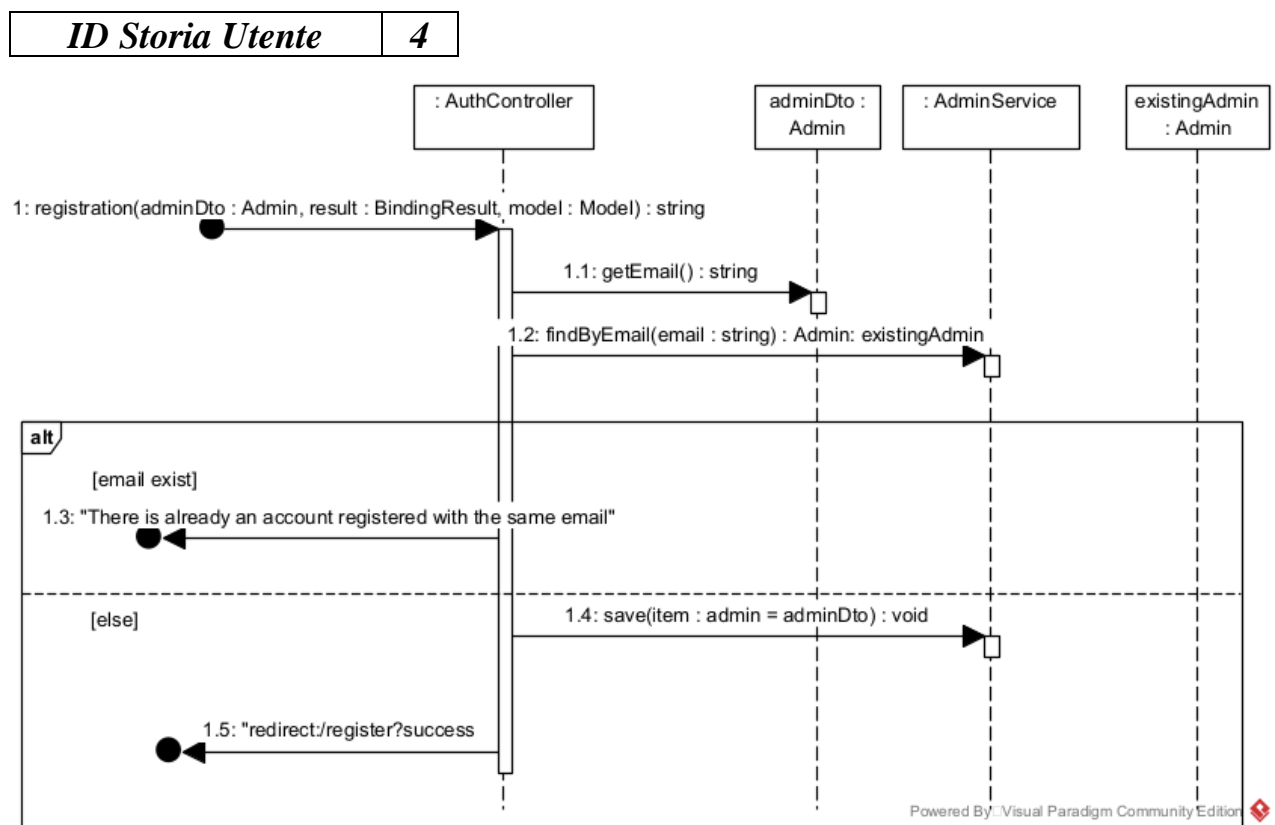 ID Storia Utente 4
: AuthController
adminDto :
Admin
: AdminService
existingAdmin
: Admin
1: registration(adminDto : Admin, result : BindingResult, model : Model) : string
1.1: getEmail() : string
1.2: findByEmail(email : string) : Admin: existingAdmin
alt
[email exist]
1.3: "There is already an account registered with the same email"
[else]
1.4: save(item : admin = adminDto) : void
1.5: "redirect:/register?success
Powered By Visual Paradigm Community Edition